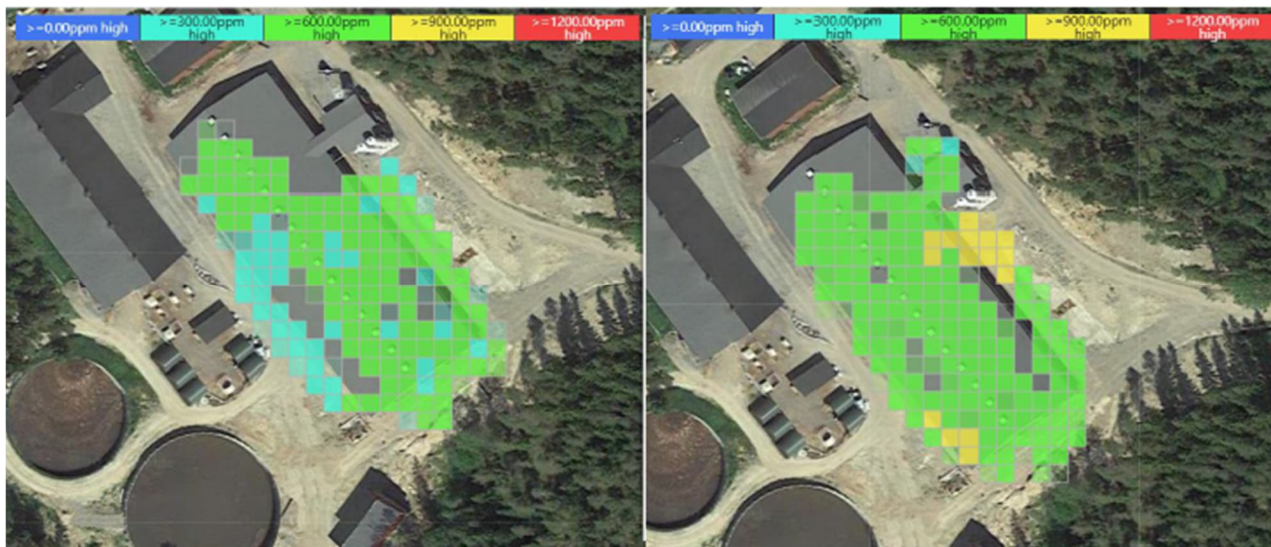 >=0.00ppm high
>=300.00ppm
high
>=600.00ppm
high
>=900.00ppm
high
>=1200.00ppm
high
>=0.00ppm high
>=300.00ppm
high
>=600.00ppm
high
>=900.00ppm
high
>=1200.00ppm
high